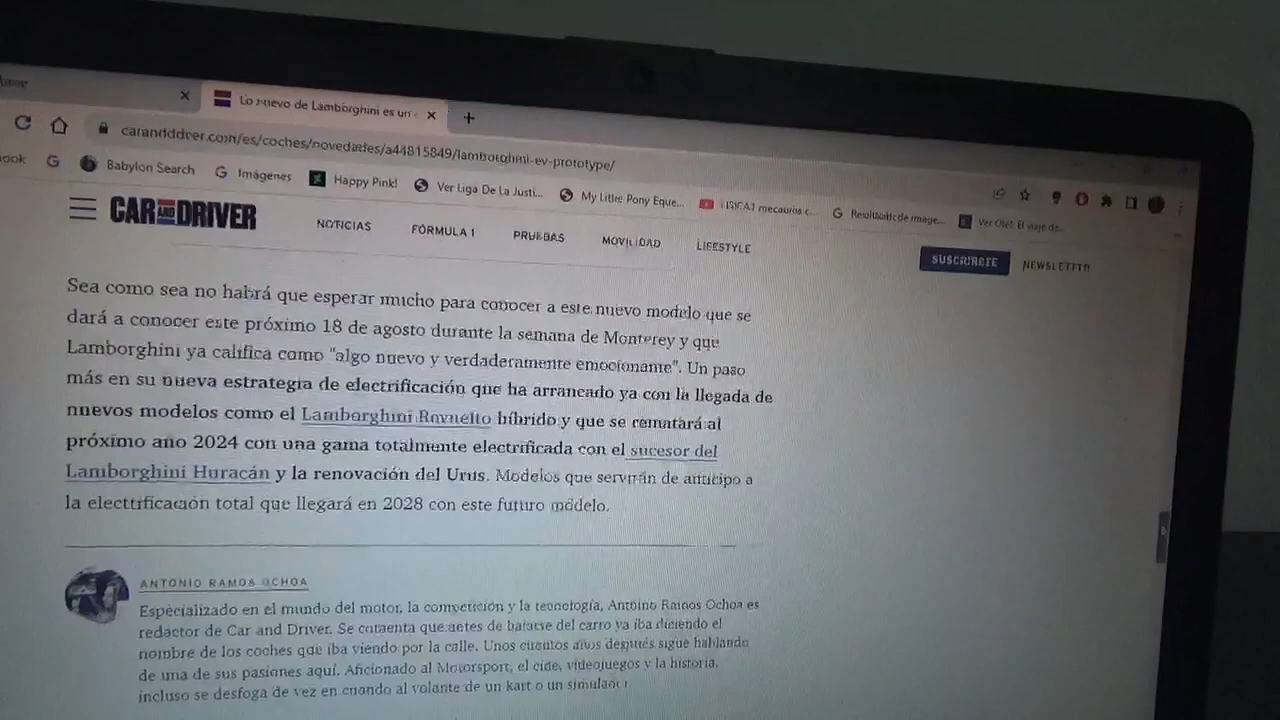 Lo nuevo de Lamborghini es un
carandddver.com/es/coches/novedades/a44815849/lamborghini-ev-prototype/
ook
Babylon Search
Imágenes
Happy Pink!
Ver Liga De La Justi...
My Little Pony Eque...
Resultado de image...
Ver Olé! El viaje de...
CAR AND DRIVER
NOTICIAS
FÓRMULA 1
PRUEBAS
MOVILIDAD
LIFESTYLE
SUSCRÍBETE
NEWSLETTER
Sea como sea no habrá que esperar mucho para conocer a este nuevo modelo que se
dará a conocer este próximo 18 de agosto durante la semana de Monterey y que
Lamborghini ya califica como "algo nuevo y verdaderamente emocionante". Un paso
más en su nueva estrategia de electrificación que ha arrancado ya con la llegada de
nuevos modelos como el Lamborghini Revuelto híbrido y que se rematará al
próximo año 2024 con una gama totalmente electrificada con el sucesor del
Lamborghini Huracán y la renovación del Urus. Modelos que servirán de anticipo a
la electrificación total que llegará en 2028 con este futuro modelo.
ANTONIO RAMOS OCHOA
Especializado en el mundo del motor, la competición y la tecnología, Antonio Ramos Ochoa es
redactor de Car and Driver. Se comenta que antes de bajarse del carro ya iba diciendo el
nombre de los coches que iba viendo por la calle. Unos cuantos años después sigue hablando
de una de sus pasiones aquí. Aficionado al Motorsport, el cine, videojuegos y la historia,
incluso se desfoga de vez en cuando al volante de un kart o un simulador.